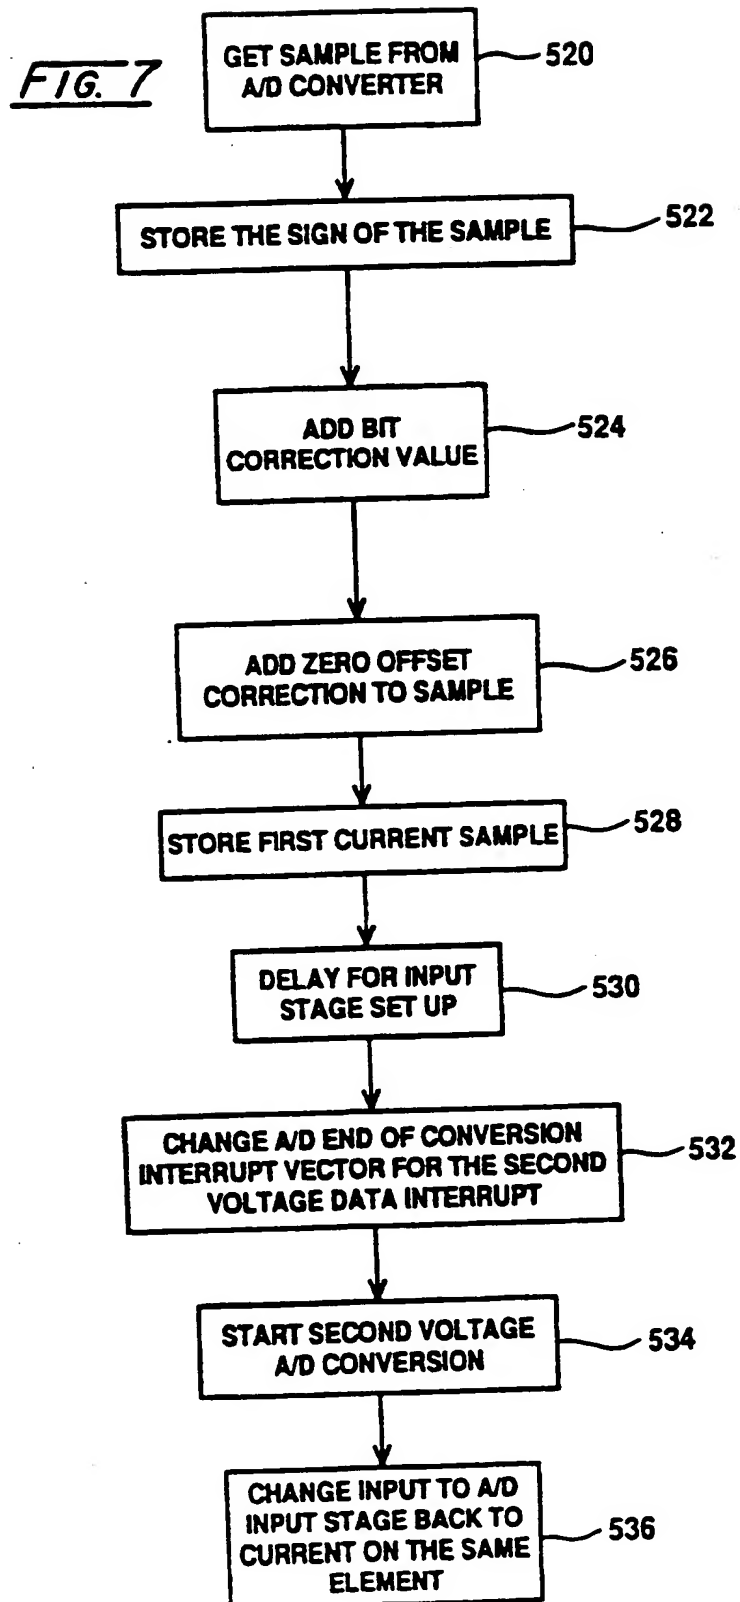 FIG. 7
GET SAMPLE FROM
A/D CONVERTER
520
STORE THE SIGN OF THE SAMPLE
522
ADD BIT
CORRECTION VALUE
524
ADD ZERO OFFSET
CORRECTION TO SAMPLE
526
STORE FIRST CURRENT SAMPLE
528
DELAY FOR INPUT
STAGE SET UP
530
CHANGE A/D END OF CONVERSION
INTERRUPT VECTOR FOR THE SECOND
VOLTAGE DATA INTERRUPT
532
START SECOND VOLTAGE
A/D CONVERSION
534
CHANGE INPUT TO A/D
INPUT STAGE BACK TO
CURRENT ON THE SAME
ELEMENT
536